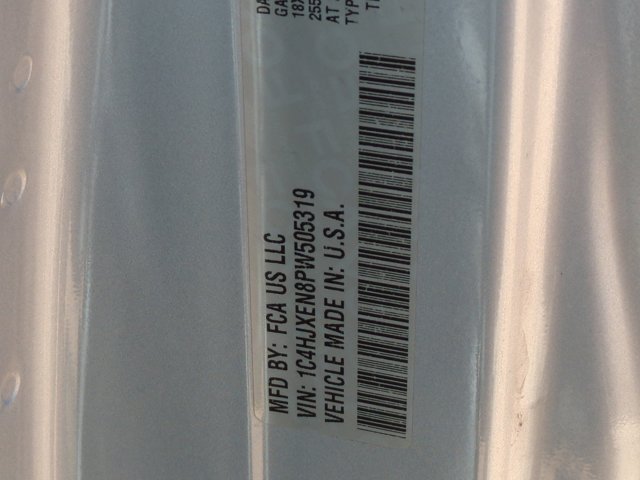 MFD BY: FCA US LLC
VIN: 1C4HJXEN8PW505319
VEHICLE MADE IN: U.S.A.